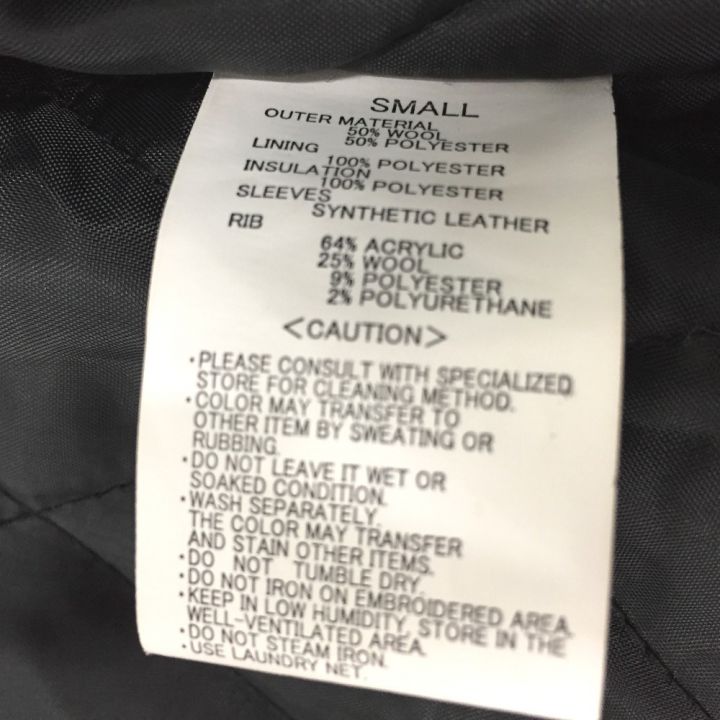 SMALL
OUTER MATERIAL
50% WOOL
50% POLYESTER
LINING
100% POLYESTER
INSULATION
100% POLYESTER
SLEEVES
SYNTHETIC LEATHER
RIB
64% ACRYLIC
25% WOOL
9% POLYESTER
2% POLYURETHANE
<CAUTION>
・PLEASE CONSULT WITH SPECIALIZED
STORE FOR CLEANING METHOD.
・COLOR MAY TRANSFER TO
OTHER ITEM BY SWEATING OR
RUBBING.
・DO NOT LEAVE IT WET OR
SOAKED CONDITION.
・WASH SEPARATELY.
THE COLOR MAY TRANSFER
AND STAIN OTHER ITEMS.
・DO NOT TUMBLE DRY.
・DO NOT IRON ON EMBROIDERED AREA.
・KEEP IN LOW HUMIDITY, STORE IN THE
WELL-VENTILATED AREA.
・DO NOT STEAM IRON.
・USE LAUNDRY NET.